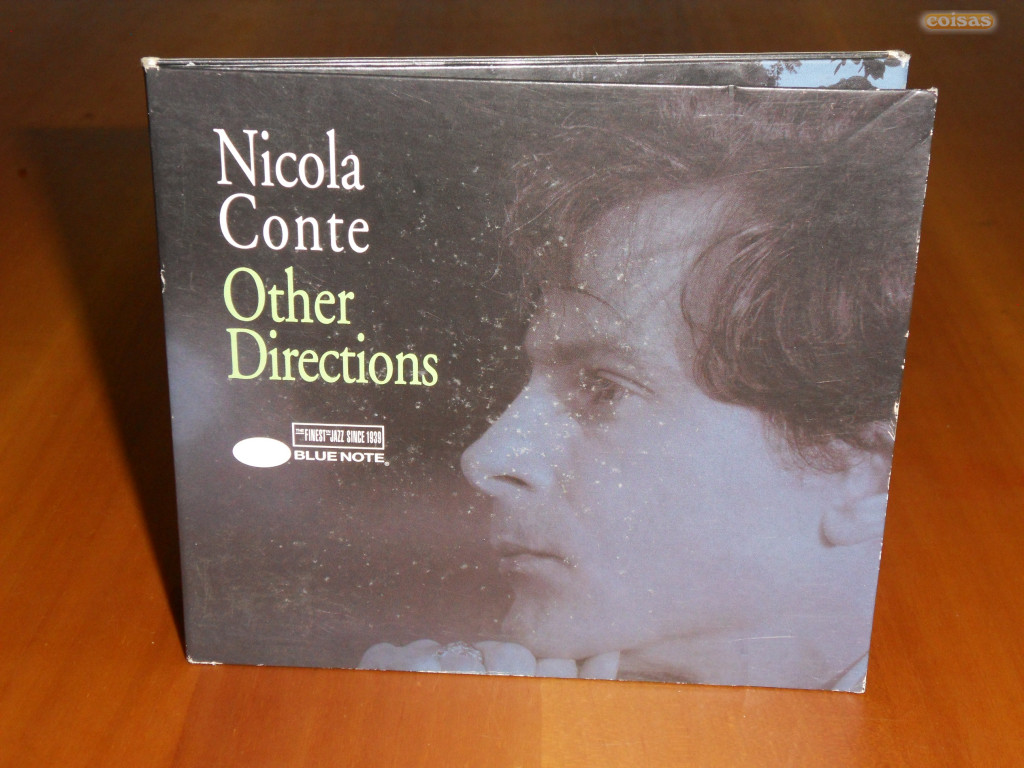 coisas
Nicola
Conte
Other
Directions
THE FINEST IN JAZZ SINCE 1939
BLUE NOTE